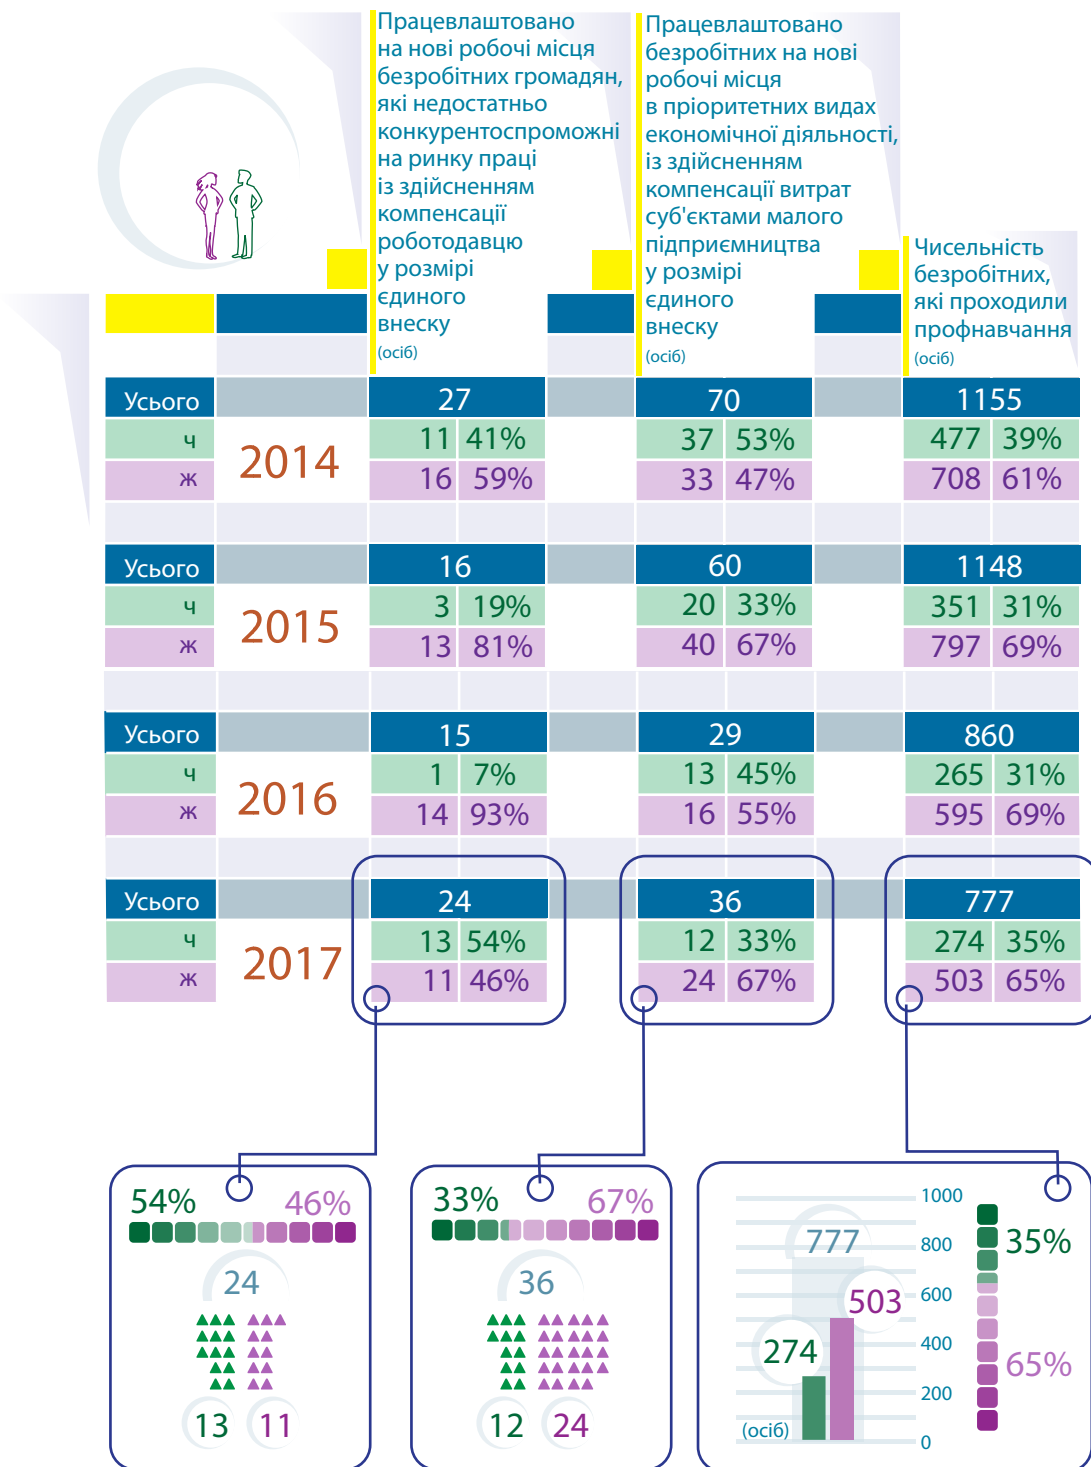 Працевлаштовано
на нові робочі місця
безробітних громадян,
які недостатньо
конкурентоспроможні
на ринку праці
із здійсненням
компенсації
роботодавцю
у розмірі
єдиного
внеску
(осіб)
Працевлаштовано
безробітних на нові
робочі місця
в пріоритетних видах
економічної діяльності,
із здійсненням
компенсації витрат
суб'єктами малого
підприємництва
у розмірі
єдиного
внеску
(осіб)
Чисельність
безробітних,
які проходили
профнавчання
(осіб)
Усього 27 70 1155
ч 11 41% 37 53% 477 39%
2014
ж 16 59% 33 47% 708 61%
Усього 16 60 1148
ч 3 19% 20 33% 351 31%
2015
ж 13 81% 40 67% 797 69%
Усього 15 29 860
ч 1 7% 13 45% 265 31%
2016
ж 14 93% 16 55% 595 69%
Усього 24 36 777
ч 13 54% 12 33% 274 35%
2017
ж 11 46% 24 67% 503 65%
54% 46%
24
13 11
33% 67%
36
12 24
1000
800
600
400
200
0
777
503
274
(осіб)
35%
65%